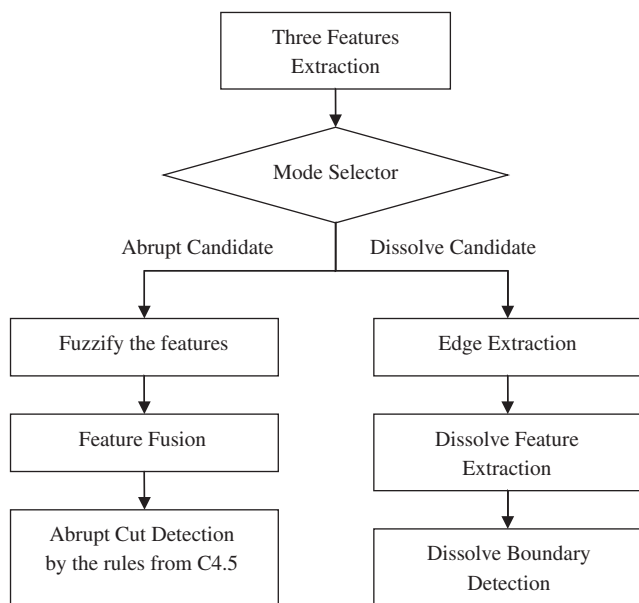 Three Features
Extraction
Mode Selector
Abrupt Candidate
Dissolve Candidate
Fuzzify the features
Edge Extraction
Feature Fusion
Dissolve Feature
Extraction
Abrupt Cut Detection
by the rules from C4.5
Dissolve Boundary
Detection